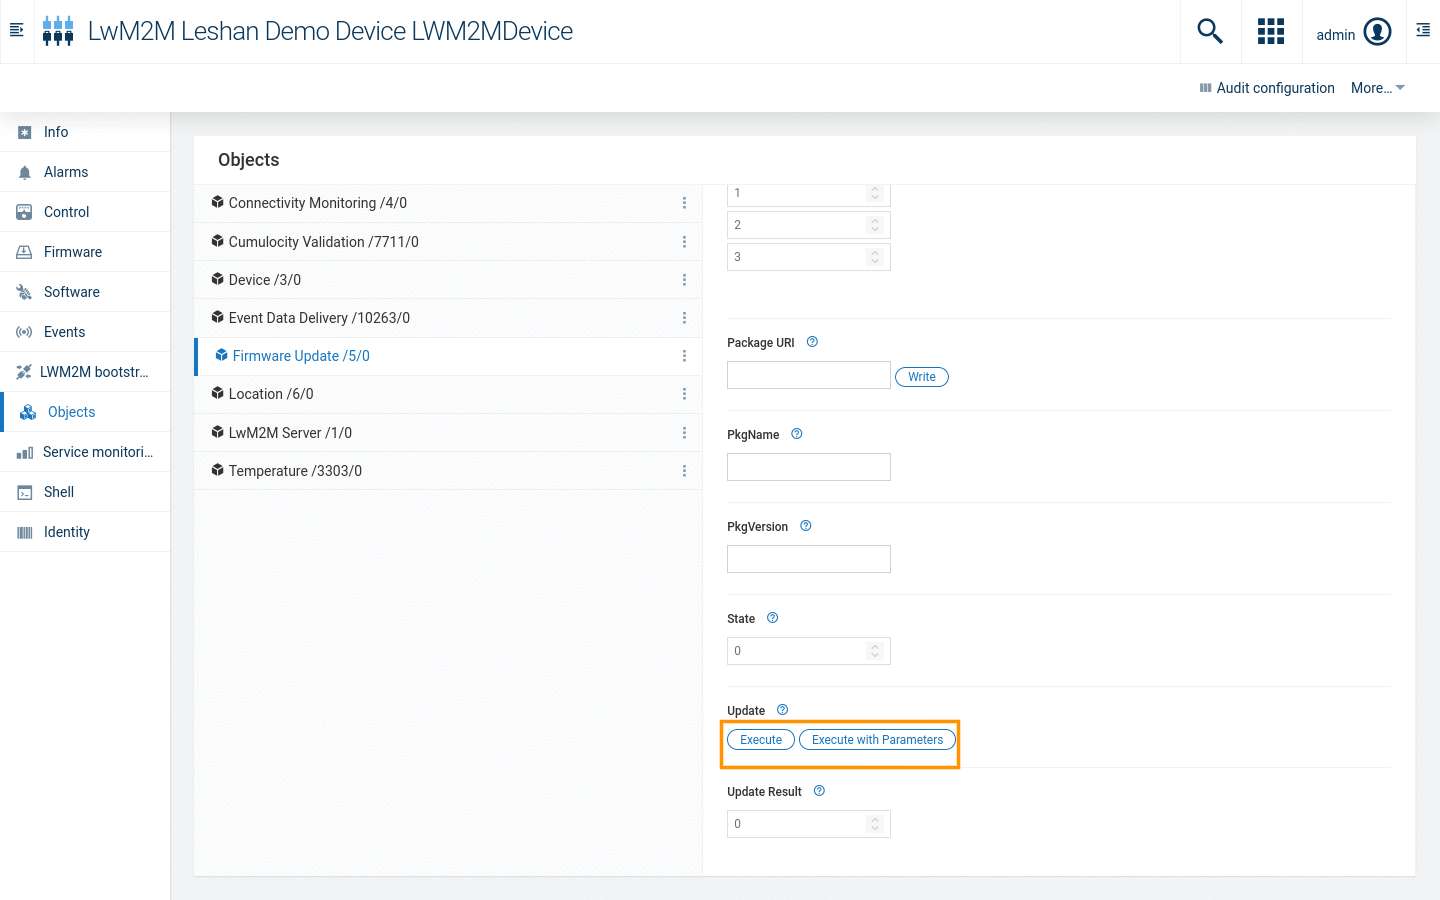 LwM2M Leshan Demo Device LWM2MDevice
admin
Audit configuration
More...
Info
Alarms
Control
Firmware
Software
Events
LWM2M bootstr...
Objects
Service monitori...
Shell
Identity
Objects
Connectivity Monitoring /4/0
Cumulocity Validation /7711/0
Device /3/0
Event Data Delivery /10263/0
Firmware Update /5/0
Location /6/0
LwM2M Server /1/0
Temperature /3303/0
1
2
3
Package URI
Write
PkgName
PkgVersion
State
0
Update
Execute
Execute with Parameters
Update Result
0